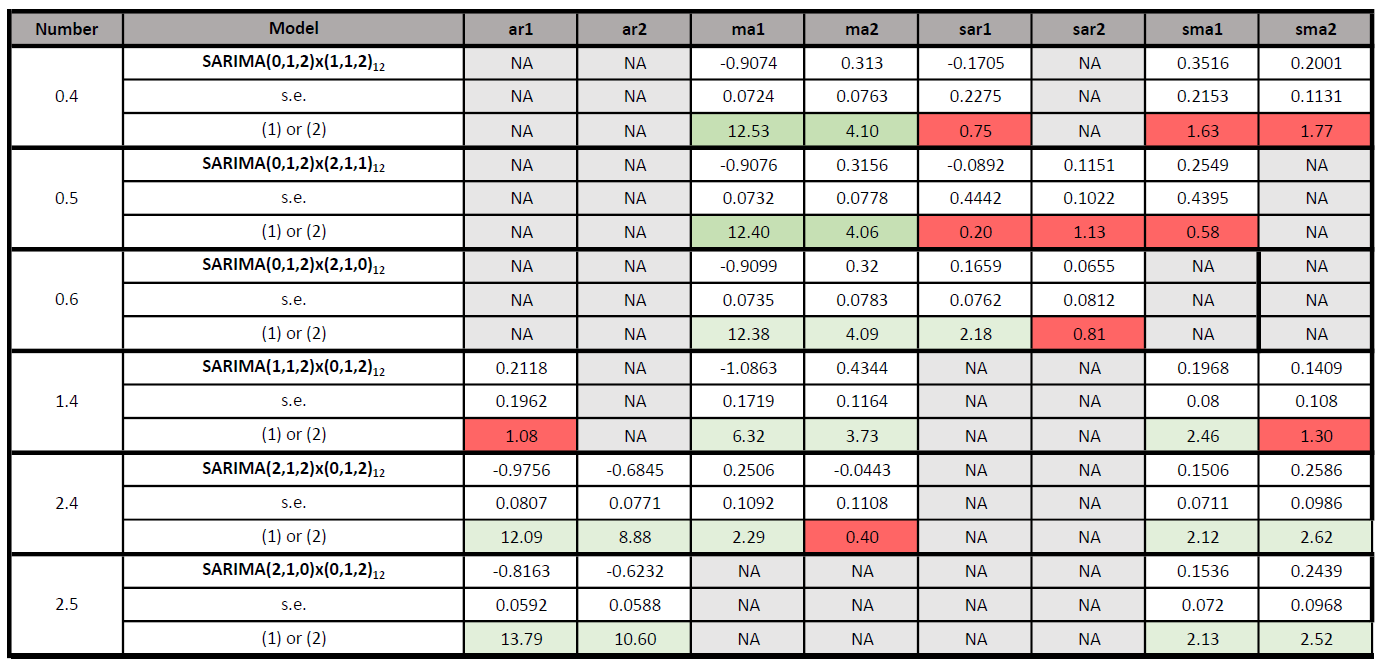 Number Model ar1 ar2 ma1 ma2 sar1 sar2 sma1 sma2
SARIMA(0,1,2)x(1,1,2)₁₂ NA NA -0.9074 0.313 -0.1705 NA 0.3516 0.2001
0.4 s.e. NA NA 0.0724 0.0763 0.2275 NA 0.2153 0.1131
(1) or (2) NA NA 12.53 4.10 0.75 NA 1.63 1.77
SARIMA(0,1,2)x(2,1,1)₁₂ NA NA -0.9076 0.3156 -0.0892 0.1151 0.2549 NA
0.5 s.e. NA NA 0.0732 0.0778 0.4442 0.1022 0.4395 NA
(1) or (2) NA NA 12.40 4.06 0.20 1.13 0.58 NA
SARIMA(0,1,2)x(2,1,0)₁₂ NA NA -0.9099 0.32 0.1659 0.0655 NA NA
0.6 s.e. NA NA 0.0735 0.0783 0.0762 0.0812 NA NA
(1) or (2) NA NA 12.38 4.09 2.18 0.81 NA NA
SARIMA(1,1,2)x(0,1,2)₁₂ 0.2118 NA -1.0863 0.4344 NA NA 0.1968 0.1409
1.4 s.e. 0.1962 NA 0.1719 0.1164 NA NA 0.08 0.108
(1) or (2) 1.08 NA 6.32 3.73 NA NA 2.46 1.30
SARIMA(2,1,2)x(0,1,2)₁₂ -0.9756 -0.6845 0.2506 -0.0443 NA NA 0.1506 0.2586
2.4 s.e. 0.0807 0.0771 0.1092 0.1108 NA NA 0.0711 0.0986
(1) or (2) 12.09 8.88 2.29 0.40 NA NA 2.12 2.62
SARIMA(2,1,0)x(0,1,2)₁₂ -0.8163 -0.6232 NA NA NA NA 0.1536 0.2439
2.5 s.e. 0.0592 0.0588 NA NA NA NA 0.072 0.0968
(1) or (2) 13.79 10.60 NA NA NA NA 2.13 2.52